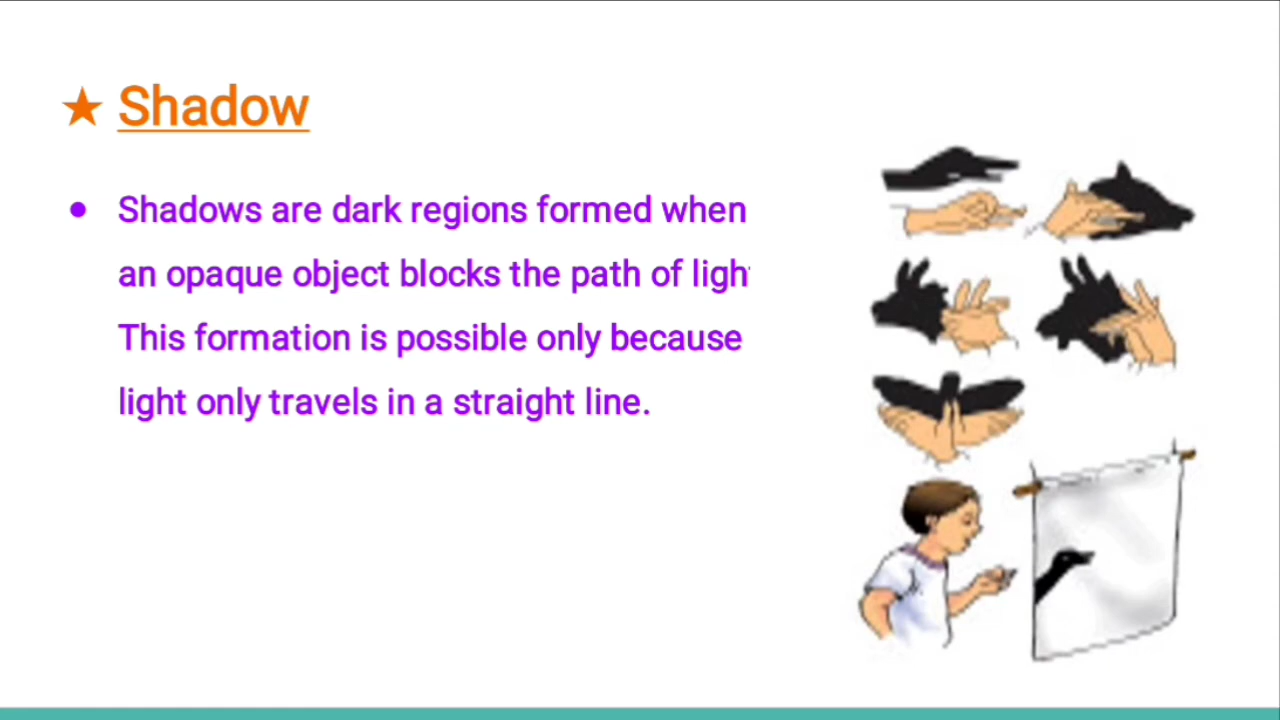 ★ Shadow
● Shadows are dark regions formed when
an opaque object blocks the path of ligh
This formation is possible only because
light only travels in a straight line.